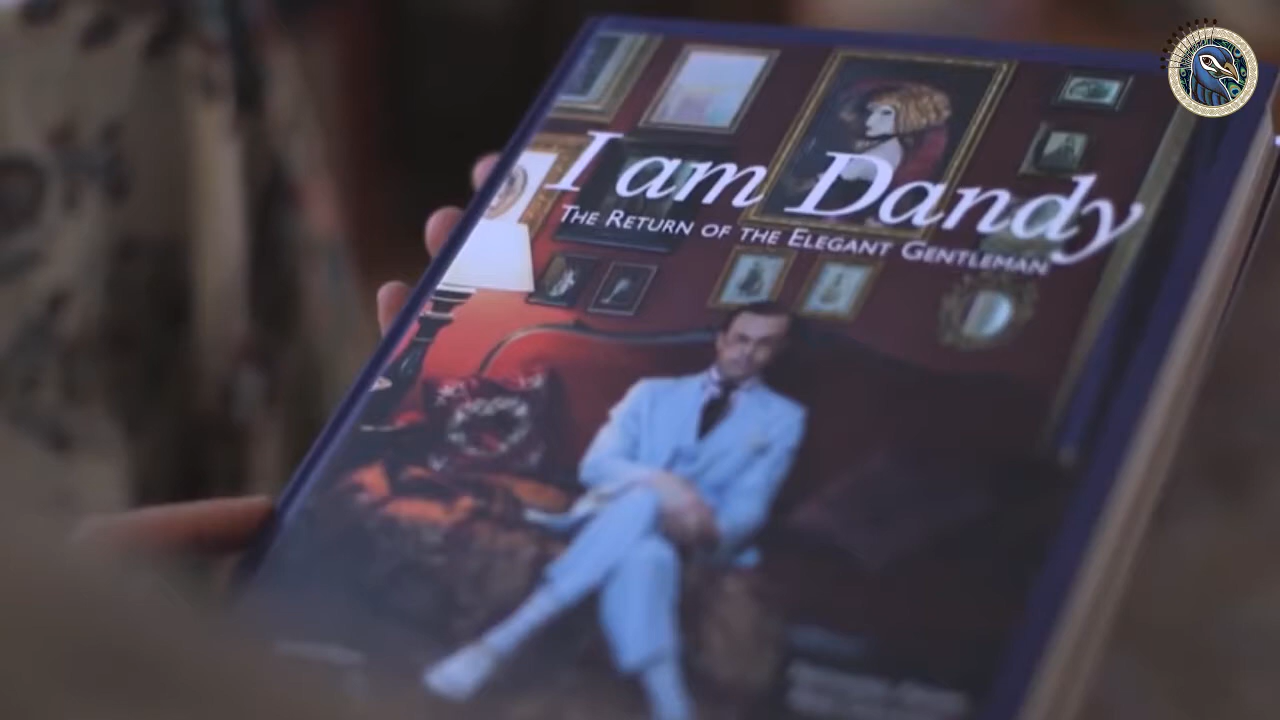 I am Dandy
THE RETURN OF THE ELEGANT GENTLEMAN